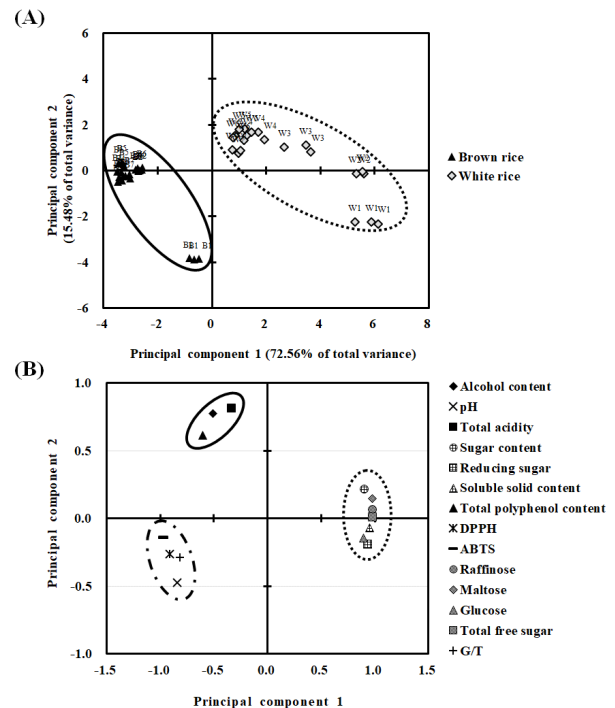 (A)
6
4
2
0
-2
-4
-6
-4
-2
0
2
4
6
8
Principal component 2
(15.48% of total variance)
Principal component 1 (72.56% of total variance)
B1
B1
W4
W3
W3
W3
W1
W1
W1
Brown rice
White rice
(B)
1.0
0.5
0.0
-0.5
-1.0
-1.5
-1.0
-0.5
0.0
0.5
1.0
1.5
Principal component 2
Principal component 1
Alcohol content
pH
Total acidity
Sugar content
Reducing sugar
Soluble solid content
Total polyphenol content
DPPH
ABTS
Raffinose
Maltose
Glucose
Total free sugar
G/T